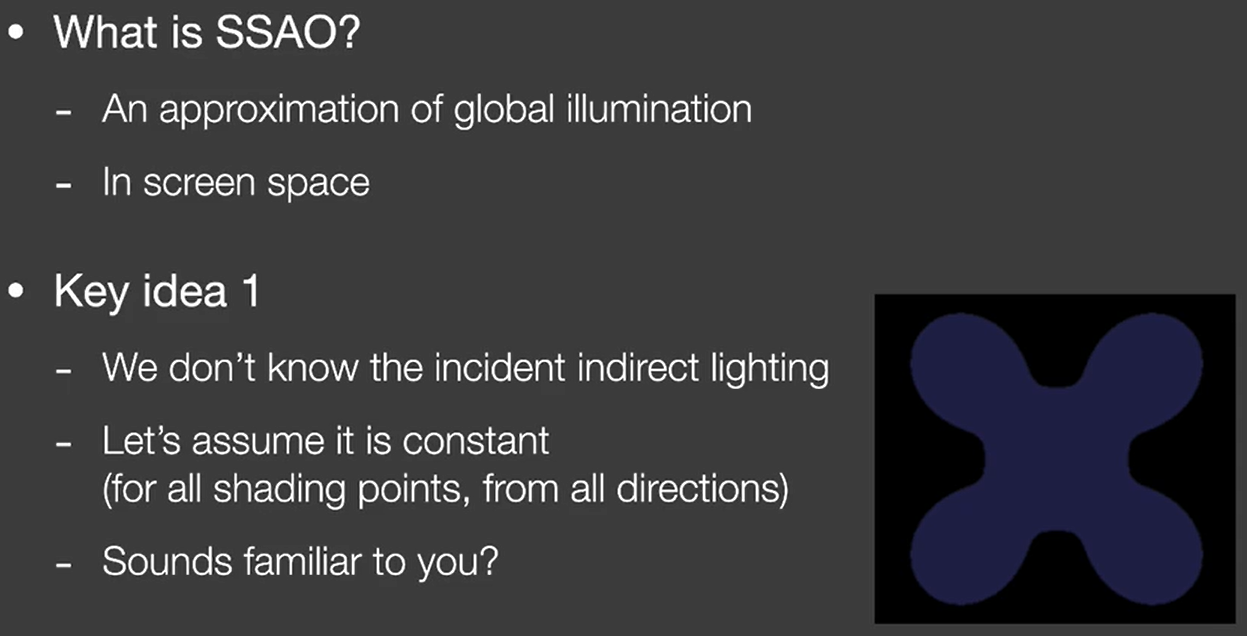 • What is SSAO?
- An approximation of global illumination
- In screen space
• Key idea 1
- We don’t know the incident indirect lighting
- Let’s assume it is constant
(for all shading points, from all directions)
- Sounds familiar to you?